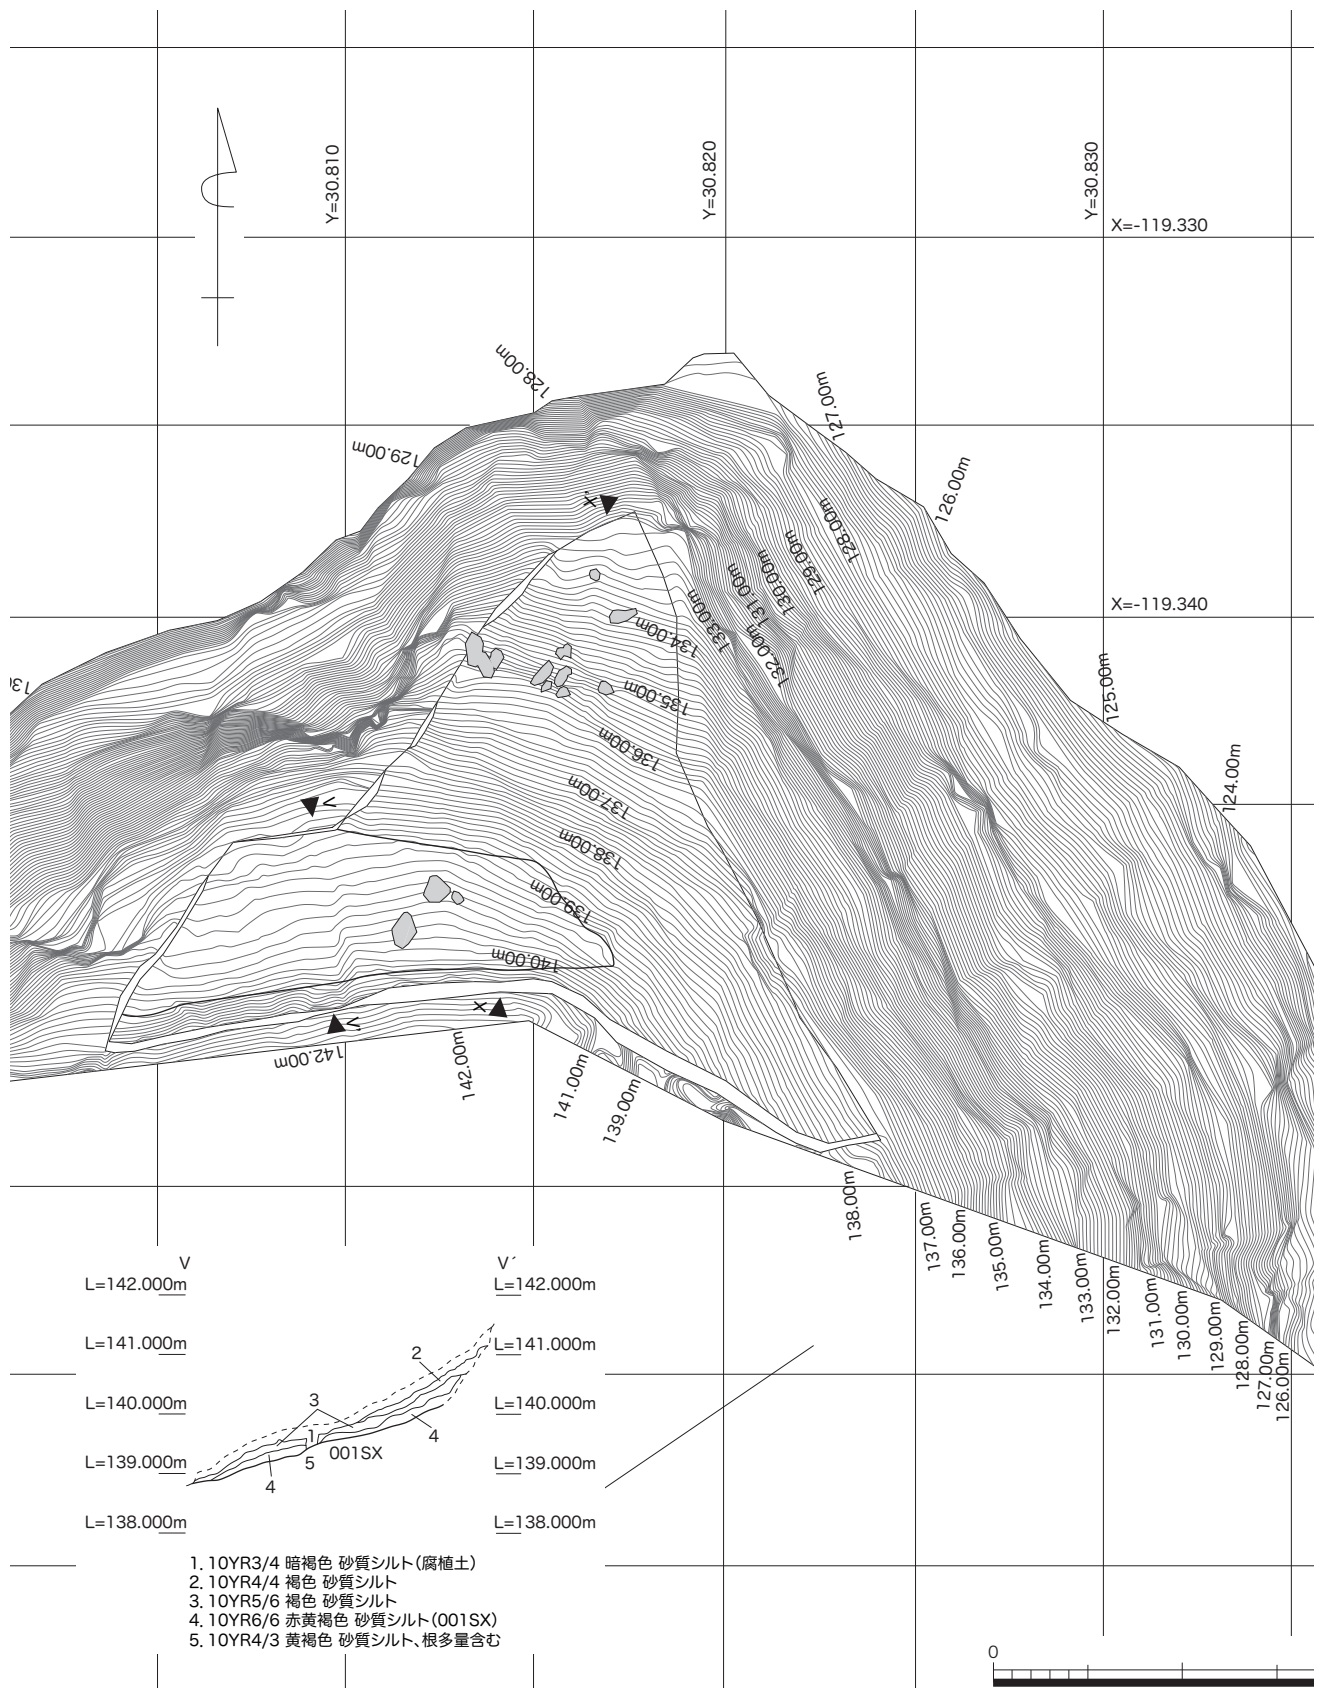 Y=30.810
Y=30.820
Y=30.830
X=-119.330
128.00m
127.00m
129.00m
126.00m
X'
128.00m
129.00m
130.00m
131.00m
X=-119.340
133.00m
134.00m
132.00m
125.00m
135.00m
136.00m
124.00m
137.00m
V
138.00m
139.00m
140.00m
X
V'
142.00m
142.00m
141.00m
139.00m
138.00m
137.00m
136.00m
135.00m
134.00m
133.00m
132.00m
131.00m
130.00m
129.00m
128.00m
127.00m
126.00m
V V´
L=142.000m L=142.000m
L=141.000m L=141.000m
2
L=140.000m L=140.000m
3
1
4
001SX
L=139.000m L=139.000m
5
4
L=138.000m L=138.000m
1. 10YR3/4 暗褐色 砂質シルト(腐植土)
2. 10YR4/4 褐色 砂質シルト
3. 10YR5/6 褐色 砂質シルト
4. 10YR6/6 赤黄褐色 砂質シルト(001SX)
5. 10YR4/3 黄褐色 砂質シルト、根多量含む
0